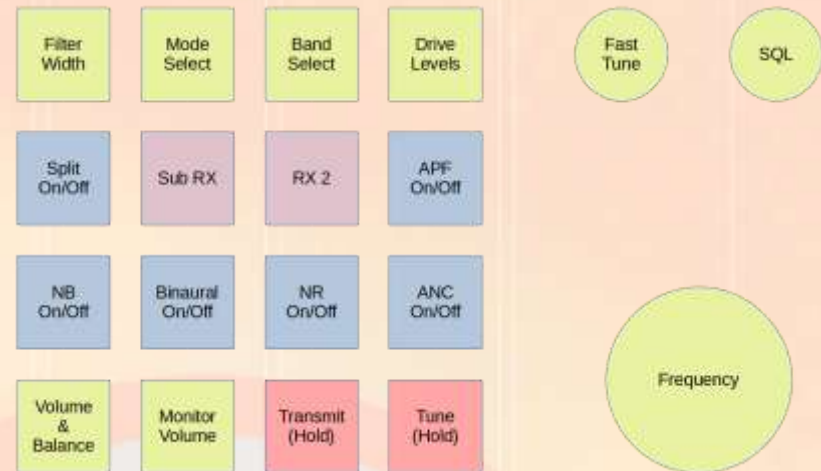 Filter
Width
Mode
Select
Band
Select
Drive
Levels
Fast
Tune
SQL
Split
On/Off
Sub RX
RX 2
APF
On/Off
NB
On/Off
Binaural
On/Off
NR
On/Off
ANC
On/Off
Frequency
Volume
&
Balance
Monitor
Volume
Transmit
(Hold)
Tune
(Hold)